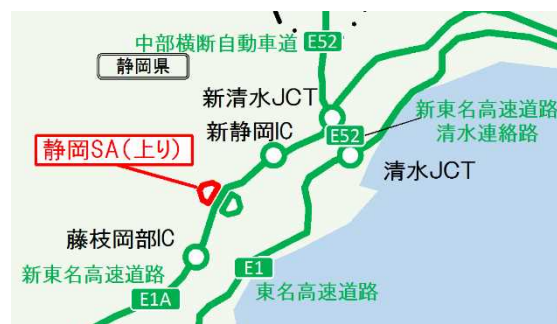 中部横断自動車道
E52
静岡県
新清水JCT
新静岡IC
E52
新東名高速道路
清水連絡路
静岡SA(上り)
清水JCT
藤枝岡部IC
新東名高速道路
E1
E1A
東名高速道路